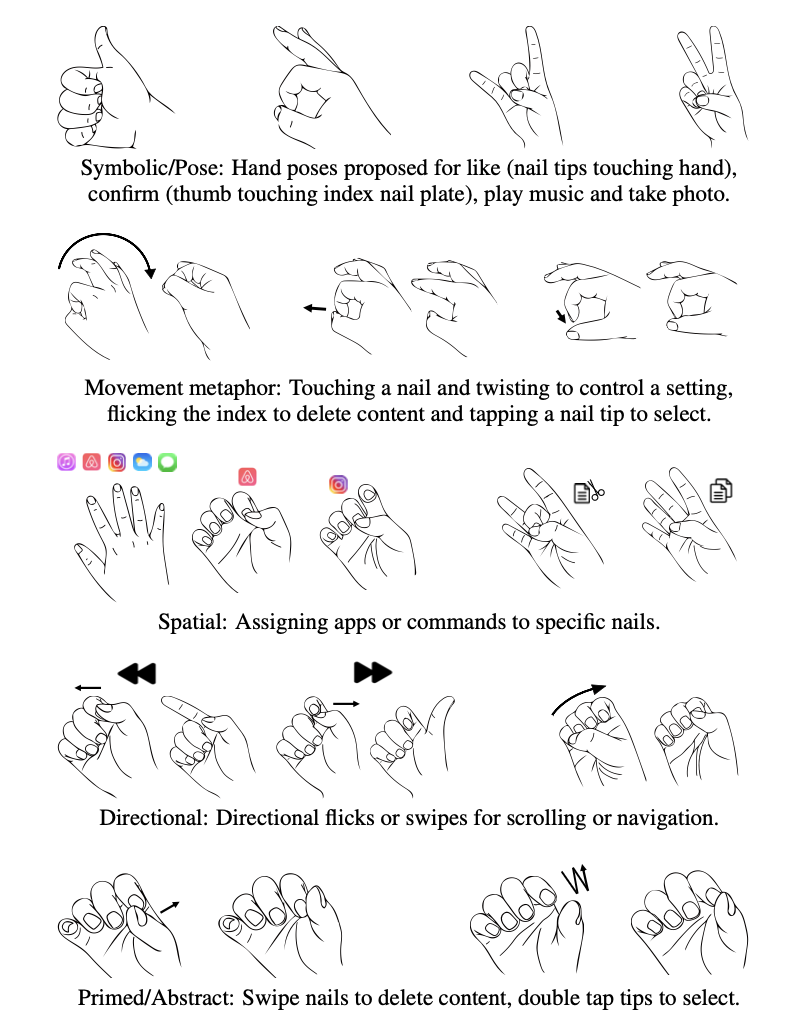 Symbolic/Pose: Hand poses proposed for like (nail tips touching hand),
confirm (thumb touching index nail plate), play music and take photo.
Movement metaphor: Touching a nail and twisting to control a setting,
flicking the index to delete content and tapping a nail tip to select.
Spatial: Assigning apps or commands to specific nails.
Directional: Directional flicks or swipes for scrolling or navigation.
Primed/Abstract: Swipe nails to delete content, double tap tips to select.